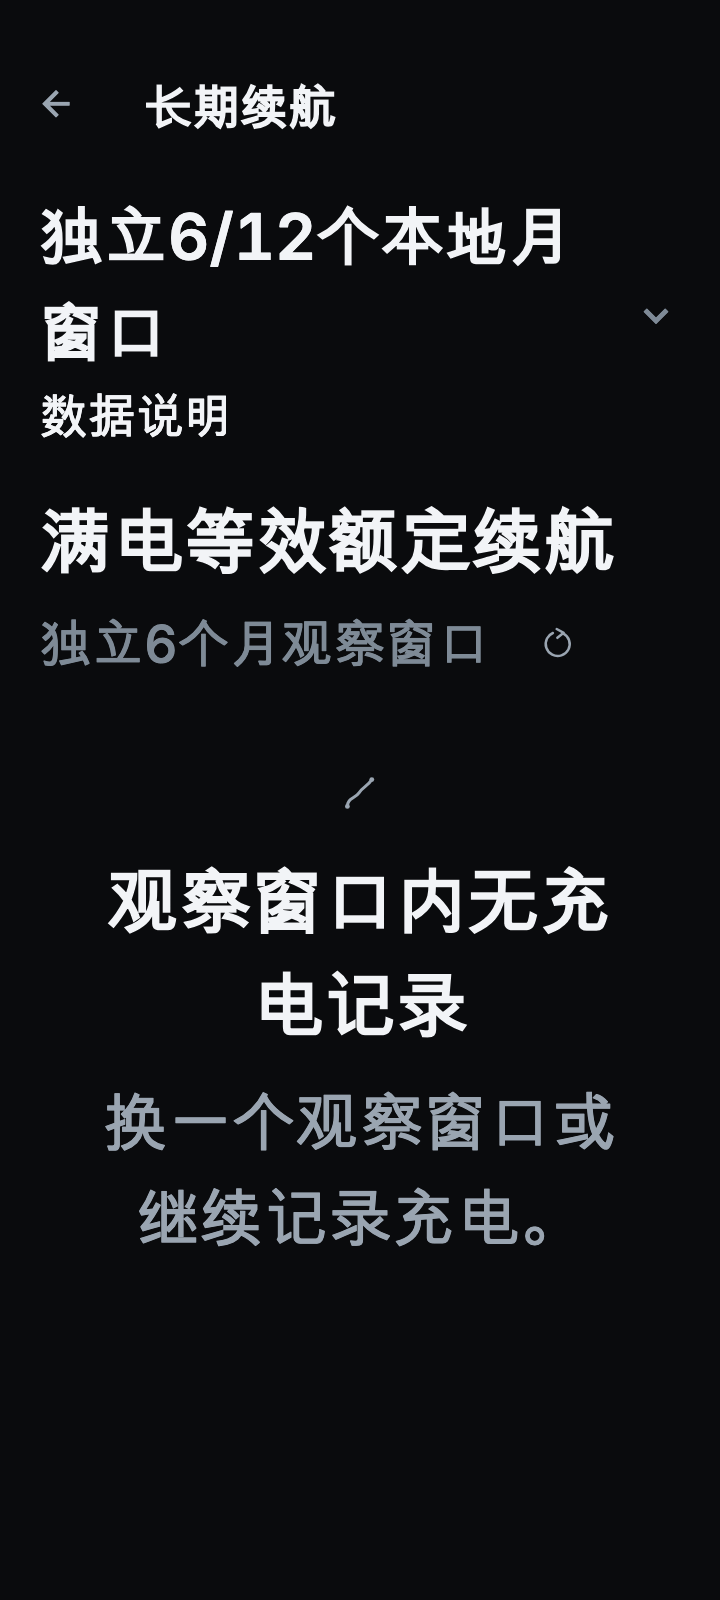 长期续航
独立6/12个本地月
窗口
数据说明
满电等效额定续航
独立6个月观察窗口
观察窗口内无充
电记录
换一个观察窗口或
继续记录充电。